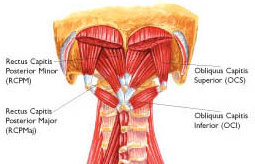 Rectus Capitis
Posterior Minor
(RCPM)
Obliquus Capitis
Superior (OCS)
Rectus Capitis
Posterior Major
(RCPMaj)
Obliquus Capitis
Inferior (OCI)